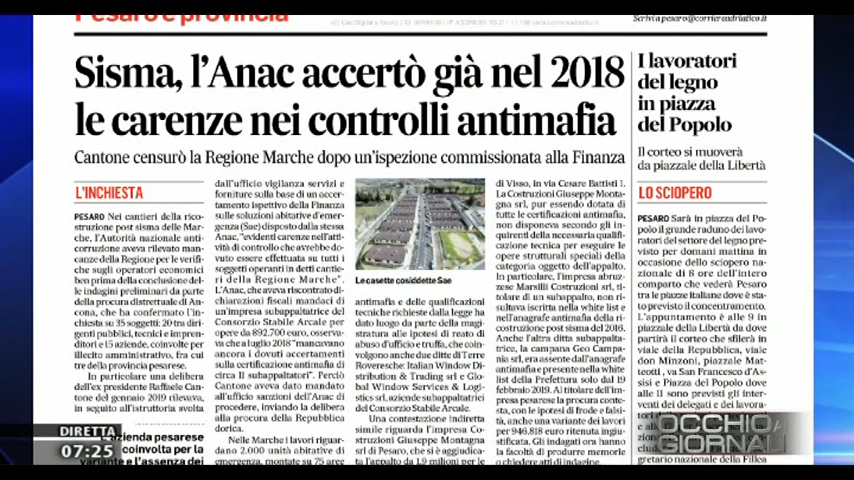 Pesaro e provincia
Scrivi a pesaro@corriereadriatico.it
Sisma, l'Anac accertò già nel 2018
le carenze nei controlli antimafia
Cantone censurò la Regione Marche dopo un'ispezione commissionata alla Finanza
L'INCHIESTA
PESARO Nei cantieri della rico-
struzione post sisma delle Mar-
che, l'Autorità nazionale anti-
corruzione aveva rilevato man-
canze della Regione per le verifi-
che sugli operatori economici
ben prima della conclusione del-
le indagini preliminari da parte
della procura distrettuale di An-
cona, che ha confermato l'in-
chiesta su 35 soggetti: 20 tra diri-
genti pubblici, tecnici e impren-
ditori e 15 aziende, coinvolte per
illecito amministrativo, fra cui
tre della provincia pesarese.
In particolare una delibera
dell'ex presidente Raffaele Can-
tone del gennaio 2019 rilevava,
in seguito all'istruttoria svolta
azienda pesarese
coinvolta per la
variante e l'assenza dei
dall'ufficio vigilanza servizi e
forniture sulla base di un accer-
tamento ispettivo della Finanza
sulle soluzioni abitative d'emer-
genza (Sae) disposto dalla stessa
Anac, "evidenti carenze nell'atti-
vità di controllo che avrebbe do-
vuto essere effettuata su tutti i
soggetti operanti in detti cantie-
ri della Regione Marche".
L'Anac, che aveva riscontrato di-
chiarazioni fiscali mendaci di
un'impresa subappaltatrice del
Consorzio Stabile Arcale per
opere per 892.700 euro, osserva-
va che a luglio 2018 "mancavano
ancora i dovuti accertamenti
sulla certificazione antimafia di
circa 11 subappaltatori". Perciò
Cantone aveva dato mandato
all'ufficio sanzioni dell'Anac di
procedere, inviando la delibera
alla procura della Repubblica
dorica.
Nelle Marche i lavori riguar-
dano 2.000 unità abitative di
emergenza, montate su 75 aree
Le casette cosiddette Sae
antimafia e delle qualificazioni
tecniche richieste dalla legge ha
dato luogo da parte della magi-
stratura alle ipotesi di reato di
abuso d'ufficio e truffa, che coin-
volgono anche due ditte di Terre
Roveresche: Italian Window Di-
stribution & Trading srl e Glo-
bal Window Services & Logi-
stics srl, aziende subappaltatrici
del Consorzio Stabile Arcale.
Una contestazione indiretta
simile riguarda l'impresa Co-
struzioni Giuseppe Montagna
srl di Pesaro, che si è aggiudica-
ta l'appalto da 1,9 milioni per le
di Visso, in via Cesare Battisti 1.
La Costruzioni Giuseppe Monta-
gna srl, pur essendo dotata di
tutte le certificazioni antimafia,
non disponeva secondo gli in-
quirenti della necessaria qualifi-
cazione tecnica per eseguire le
opere strutturali speciali della
categoria oggetto dell'appalto.
In particolare, l'impresa abruz-
zese Marsilii Costruzioni srl, ti-
tolare di un subappalto, non ri-
sultava iscritta nella white list e
nell'anagrafe antimafia della ri-
costruzione post sisma del 2016.
Anche l'altra ditta subappalta-
trice, la campana Geo Campa-
nia srl, era assente dall'anagrafe
antimafia e presente nella white
list della Prefettura solo dal 19
febbraio 2019. Al titolare dell'im-
presa pesarese la procura conte-
sta, con le ipotesi di frode e falsi-
tà, anche una variante dei lavori
per 946.818 euro ritenuta ingiu-
stificata. Gli indagati ora hanno
la facoltà di produrre memorie
o chiedere atti di indagine.
I lavoratori
del legno
in piazza
del Popolo
Il corteo si muoverà
da piazzale della Libertà
LO SCIOPERO
PESARO Sarà in piazza del Po-
polo il grande raduno dei lavo-
ratori del settore del legno pre-
visto per domani mattina in
occasione dello sciopero na-
zionale di 8 ore dell'intero
comparto che vedrà Pesaro
tra le piazze italiane dove è sta-
to previsto il concentramento.
L'appuntamento è alle 9 in
piazzale della Libertà da dove
partirà il corteo che sfilerà in
viale della Repubblica, viale
don Minzoni, piazzale Mat-
teotti, via San Francesco d'As-
sisi e Piazza del Popolo dove
alle 11 sono previsti gli inter-
venti dei delegati e dei lavora-
gretario nazionale della Fillea
DIRETTA
07:25
OCCHIO AI
GIORNALI